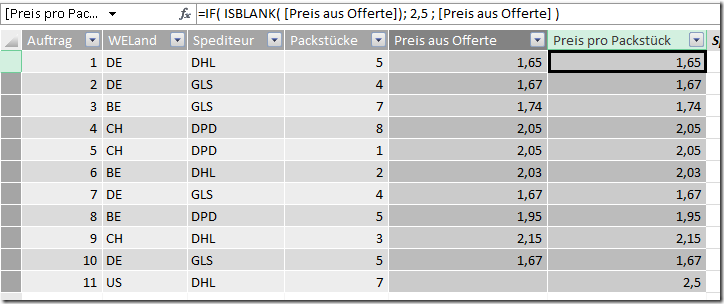 [Preis pro Pac... fx =IF( ISBLANK( [Preis aus Offerte]); 2,5 ; [Preis aus Offerte] )
Auftrag WELand Spediteur Packstücke Preis aus Offerte Preis pro Packstück
1 DE DHL 5 1,65 1,65
2 DE GLS 4 1,67 1,67
3 BE GLS 7 1,74 1,74
4 CH DPD 8 2,05 2,05
5 CH DPD 1 2,05 2,05
6 BE DHL 2 2,03 2,03
7 DE GLS 4 1,67 1,67
8 BE DPD 5 1,95 1,95
9 CH DHL 3 2,15 2,15
10 DE GLS 5 1,67 1,67
11 US DHL 7 2,5